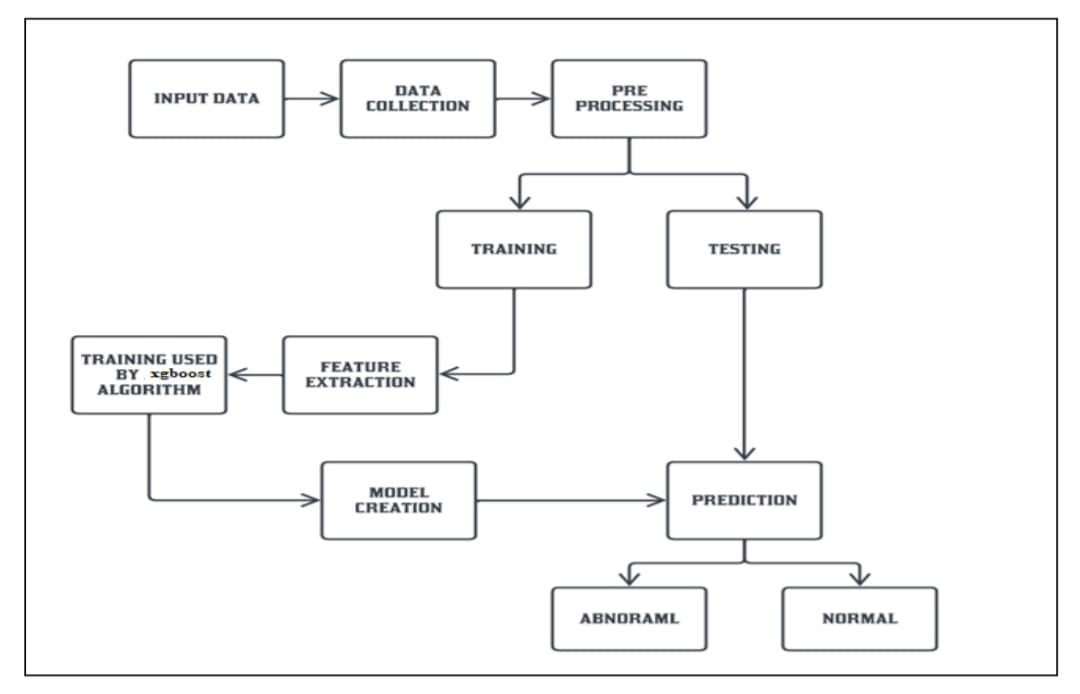 INPUT DATA
DATA
COLLECTION
PRE
PROCESSING
TRAINING
TESTING
TRAINING USED
BY xgboost
ALGORITHM
FEATURE
EXTRACTION
MODEL
CREATION
PREDICTION
ABNORAML
NORMAL